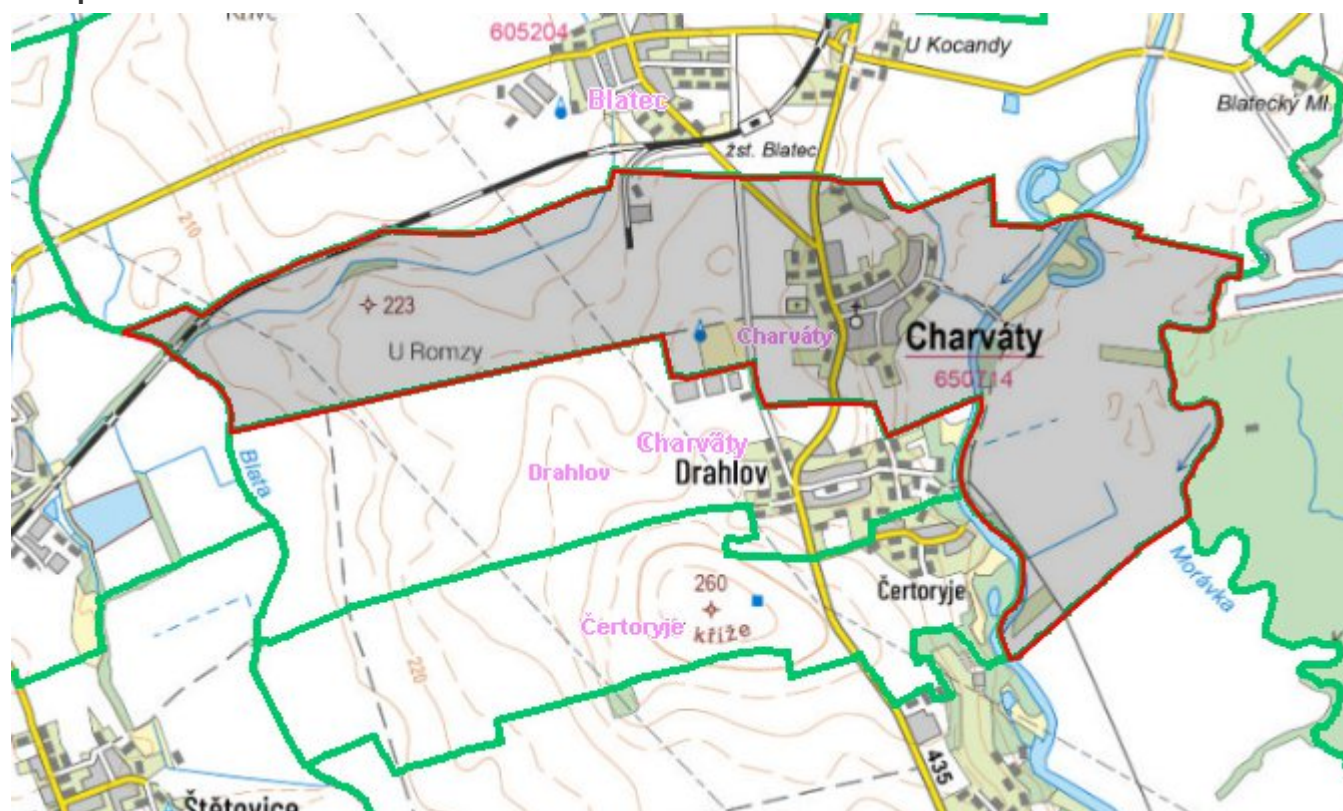 605204
U Kocandy
Blatec
Blatecký Ml.
žst. Blatec
210
223
U Romzy
Charváty
Charváty
650714
Charváty
Drahlov
Drahlov
Blata
260
kříže
Čertoryje
Čertoryje
Morávka
220
435
Štětovice